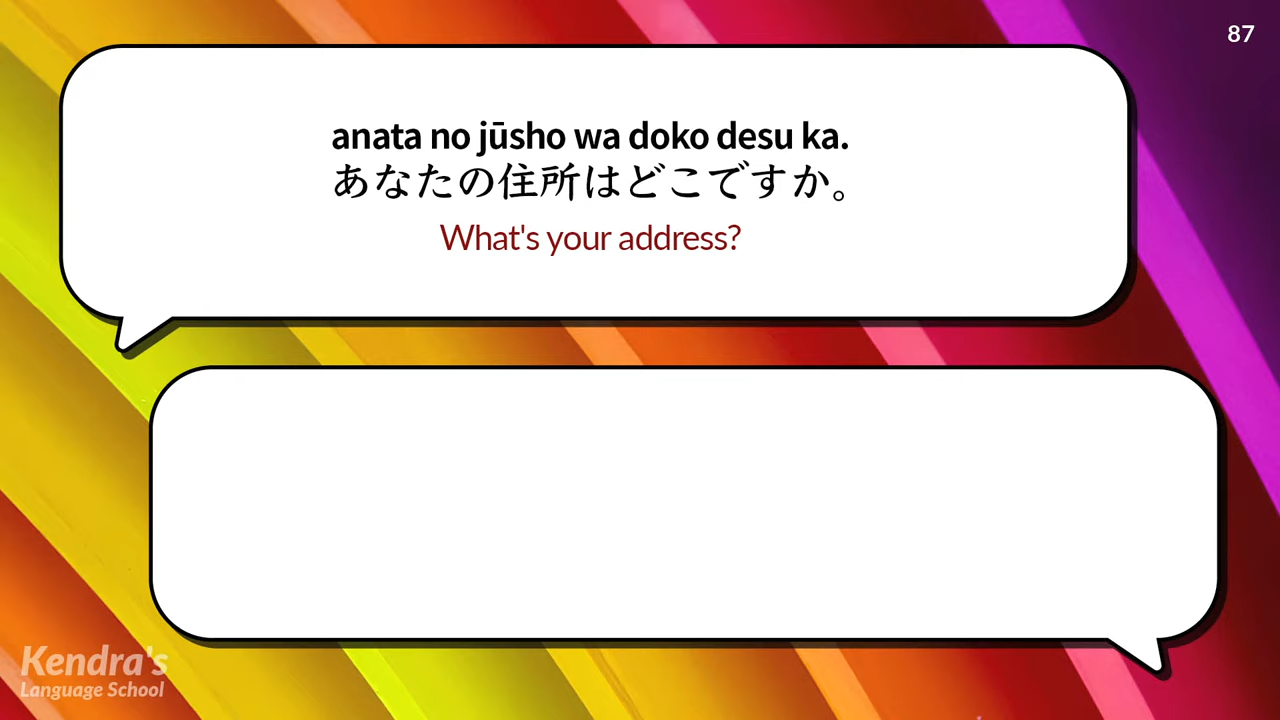 87
anata no jūsho wa doko desu ka.
あなたの住所はどこですか。
What's your address?
Kendra's
Language School